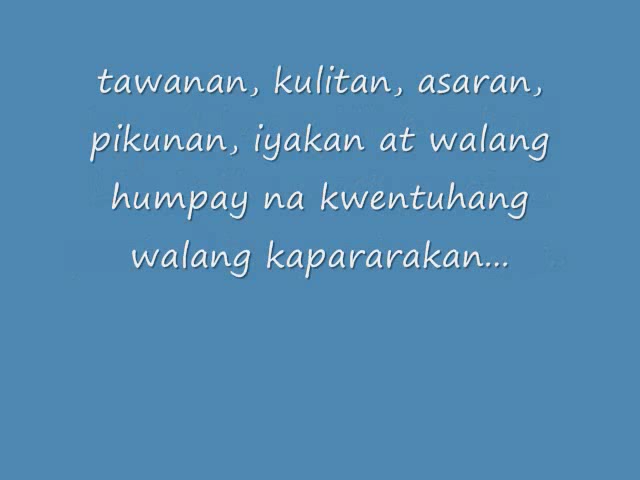 tawanan, kulitan, asaran,
pikunan, iyakan at walang
humpay na kwentuhang
walang kapararakan...